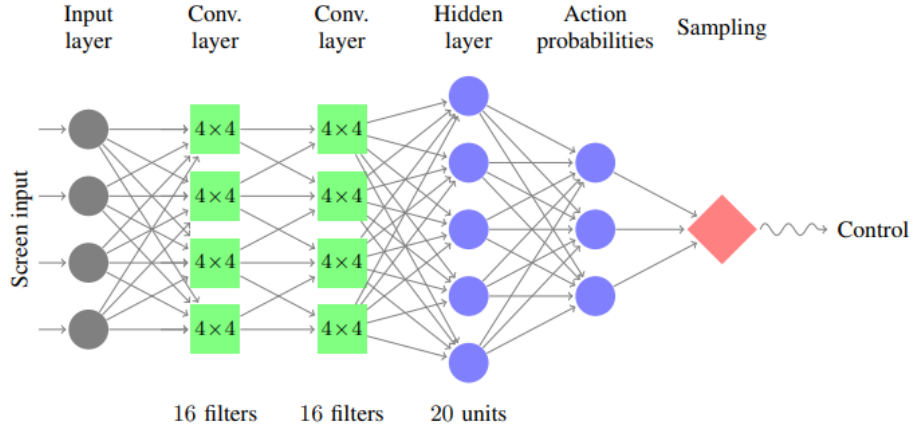 Input
layer
Conv.
layer
Conv.
layer
Hidden
layer
Action
probabilities
Sampling
Screen input
4×4
4×4
4×4
4×4
4×4
4×4
4×4
4×4
Control
16 filters
16 filters
20 units